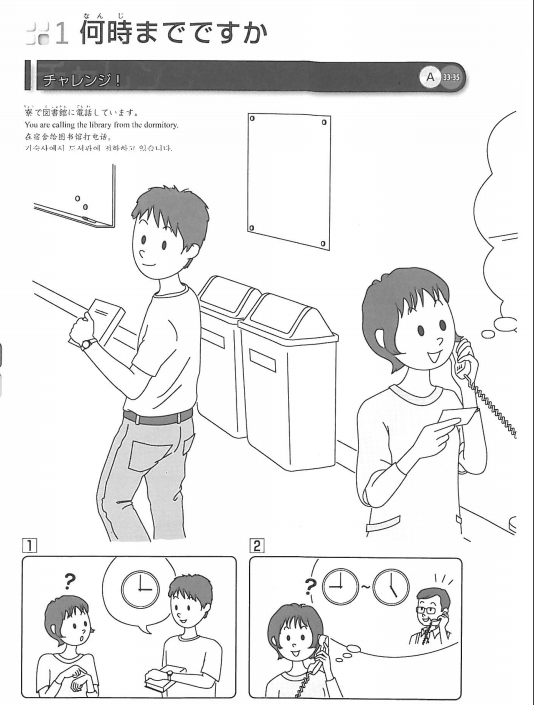 1 何時までですか
なんじ
チャレンジ！
A 33-35
寮で図書館に電話しています。
You are calling the library from the dormitory.
在宿舍给图书馆打电话。
기숙사에서 도서관에 전화하고 있습니다.
1
?
2
?
~